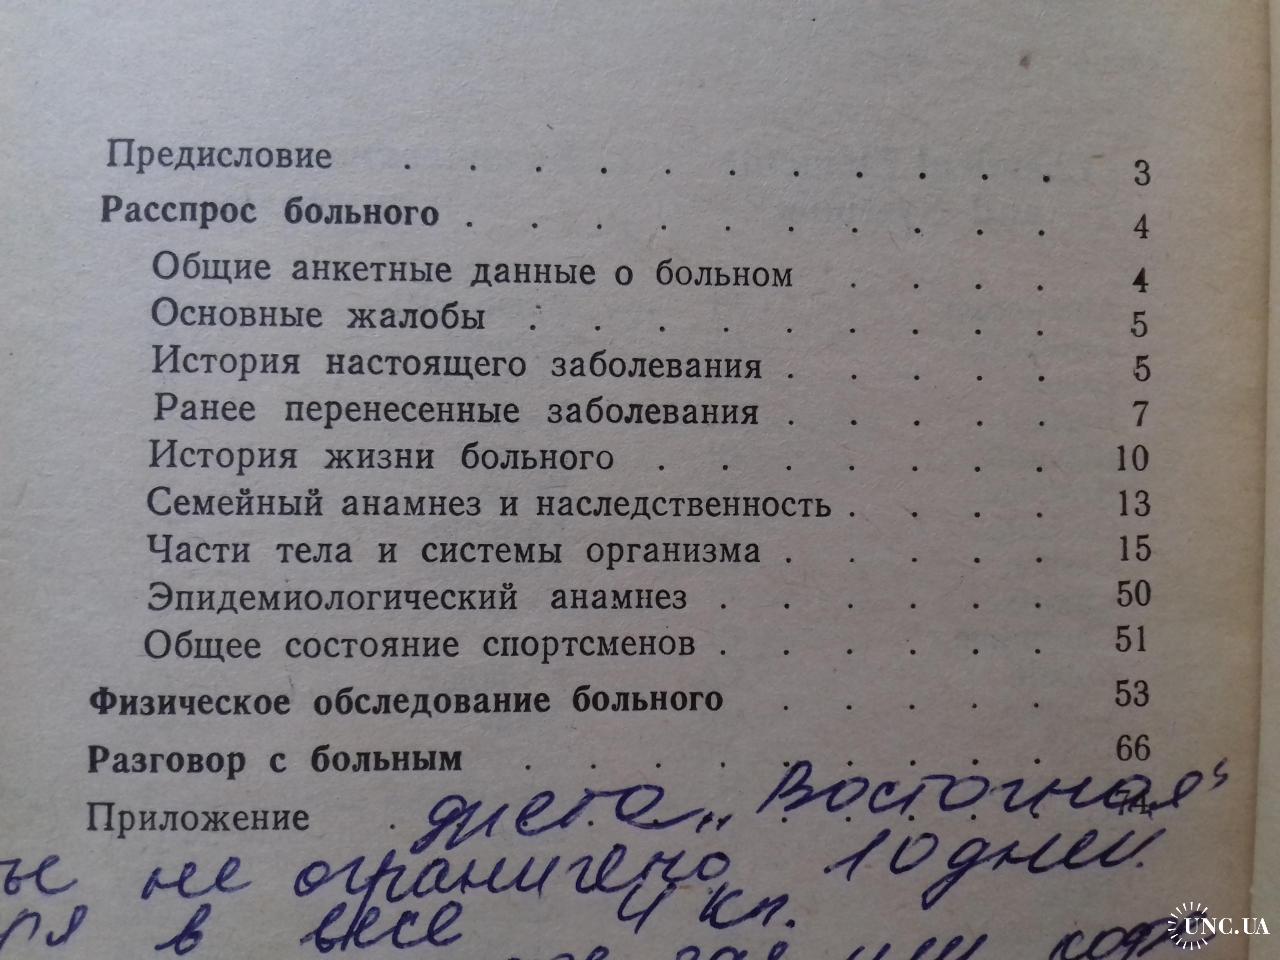 Предисловие . . . . . . . . . . . 3
Расспрос больного . . . . . . . . . . 4
Общие анкетные данные о больном . . . . 4
Основные жалобы . . . . . . . . . 5
История настоящего заболевания . . . . . 5
Ранее перенесенные заболевания . . . . . 7
История жизни больного . . . . . . . 10
Семейный анамнез и наследственность . . . . 13
Части тела и системы организма . . . . . 15
Эпидемиологический анамнез . . . . . . 50
Общее состояние спортсменов . . . . . . 51
Физическое обследование больного . . . . . 53
Разговор с больным . . . . . . . . . 66
Приложение . диета „Восточная"
не ограничено 10 дней.
в весе 4 кг.
или кофе
UNC.UA